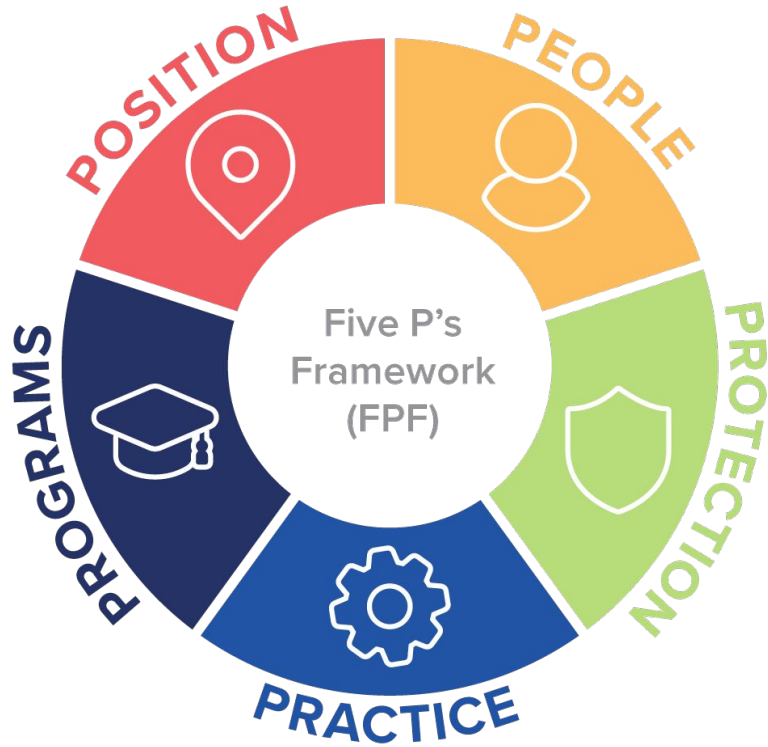 POSITION
PEOPLE
PROTECTION
PRACTICE
PROGRAMS
Five P's
Framework
(FPF)